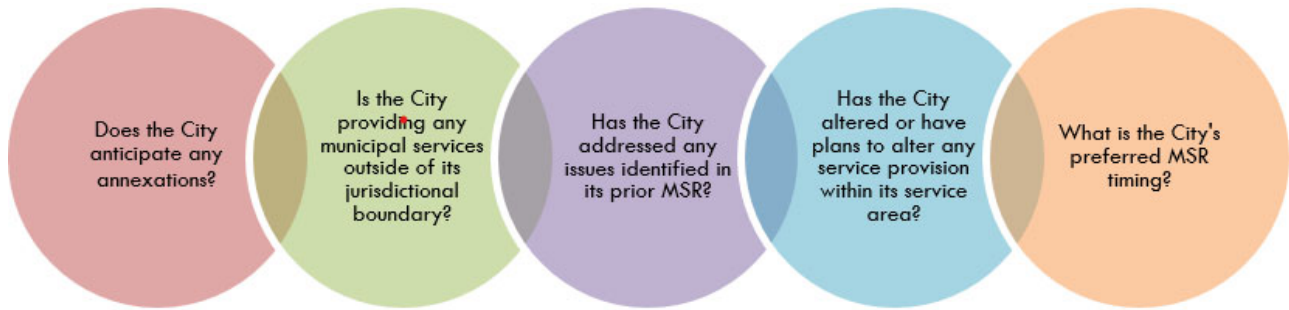 Does the City
anticipate any
annexations?
Is the City
providing any
municipal services
outside of its
jurisdictional
boundary?
Has the City
addressed any
issues identified in
its prior MSR?
Has the City
altered or have
plans to alter any
service provision
within its service
area?
What is the City's
preferred MSR
timing?